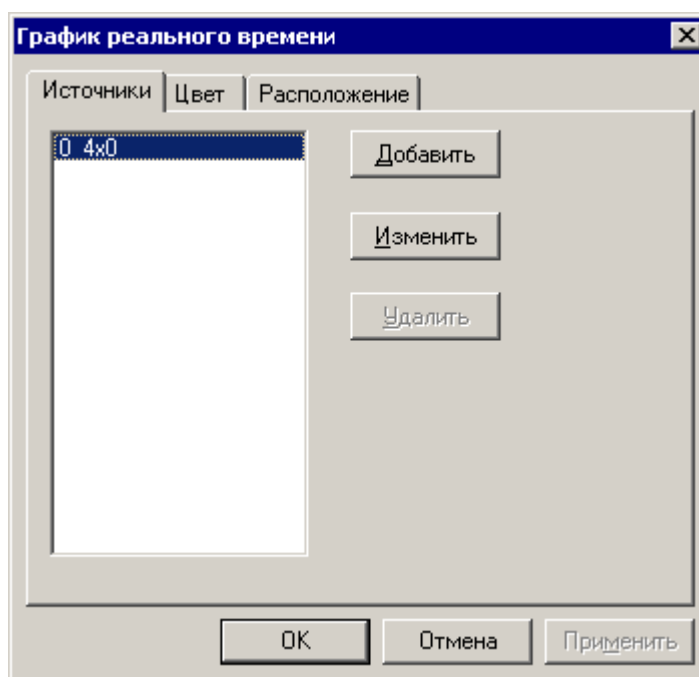 График реального времени
Источники Цвет Расположение
0 4x0
Добавить
Изменить
Удалить
OK Отмена Применить